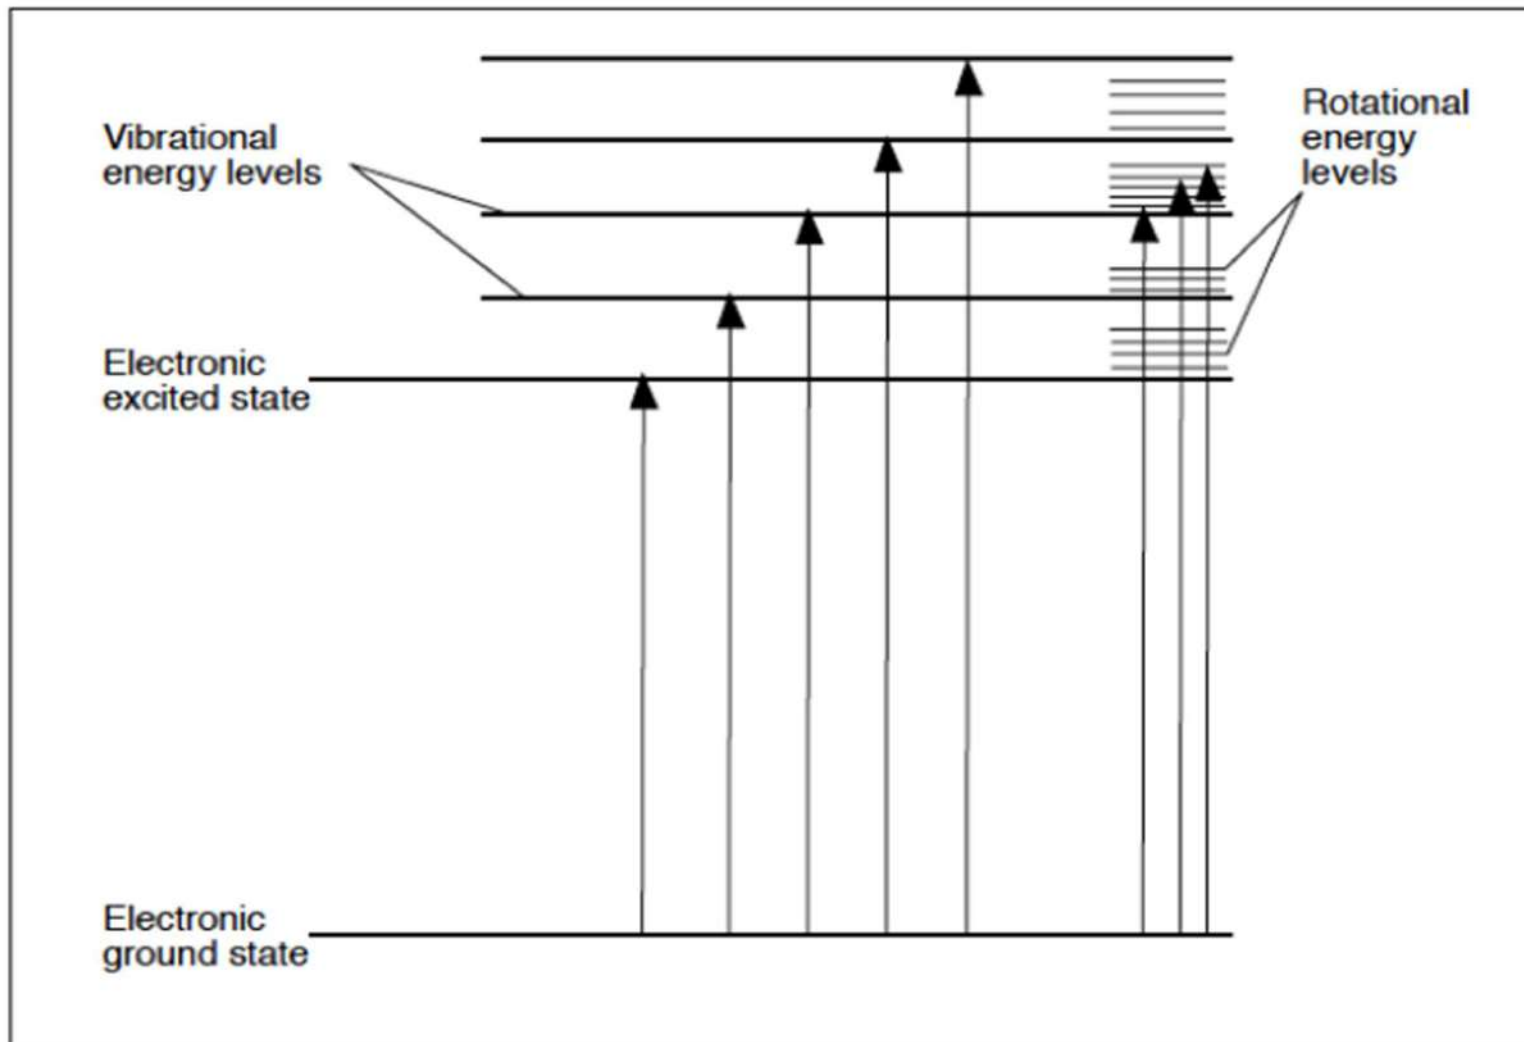 Vibrational
energy levels
Rotational
energy
levels
Electronic
excited state
Electronic
ground state